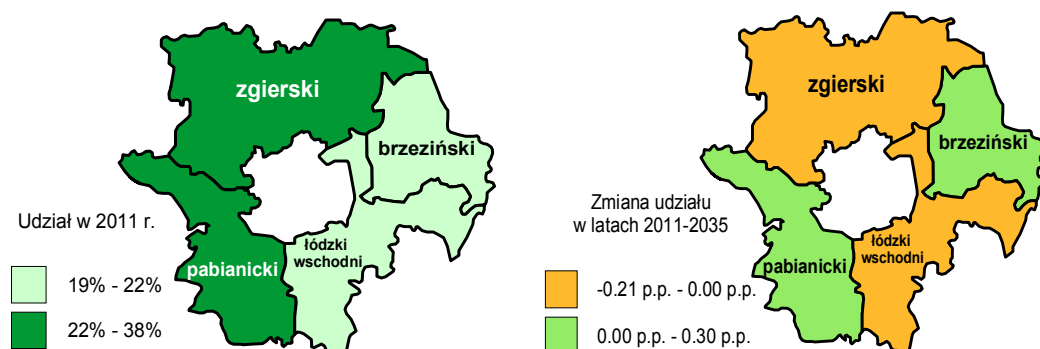 zgierski
brzeziński
Udział w 2011 r.
łódzki
wschodni
pabianicki
19% - 22%
22% - 38%
zgierski
brzeziński
Zmiana udziału
w latach 2011-2035
łódzki
wschodni
pabianicki
-0.21 p.p. - 0.00 p.p.
0.00 p.p. - 0.30 p.p.